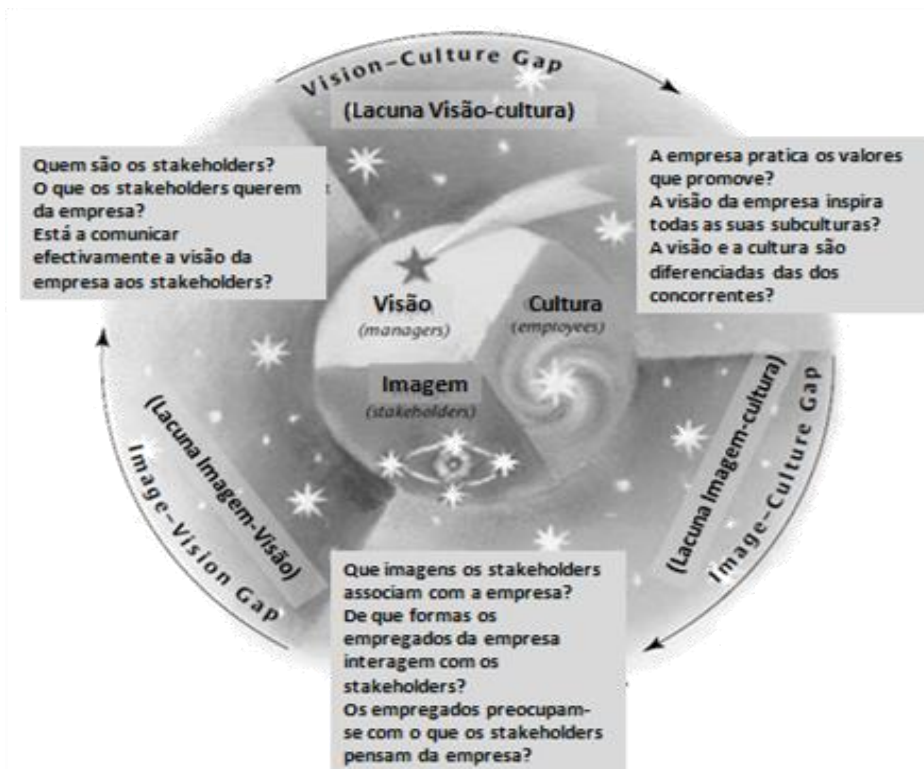 Vision–Culture Gap
(Lacuna Visão-cultura)
Quem são os stakeholders?
O que os stakeholders querem
da empresa?
Está a comunicar
efectivamente a visão da
empresa aos stakeholders?
A empresa pratica os valores
que promove?
A visão da empresa inspira
todas as suas subculturas?
A visão e a cultura são
diferenciadas das dos
concorrentes?
Visão
(managers)
Cultura
(employees)
Imagem
(stakeholders)
(Lacuna Imagem-Visão)
Image–Vision Gap
(Lacuna Imagem-cultura)
Image–Culture Gap
Que imagens os stakeholders
associam com a empresa?
De que formas os
empregados da empresa
interagem com os
stakeholders?
Os empregados preocupam-
se com o que os stakeholders
pensam da empresa?